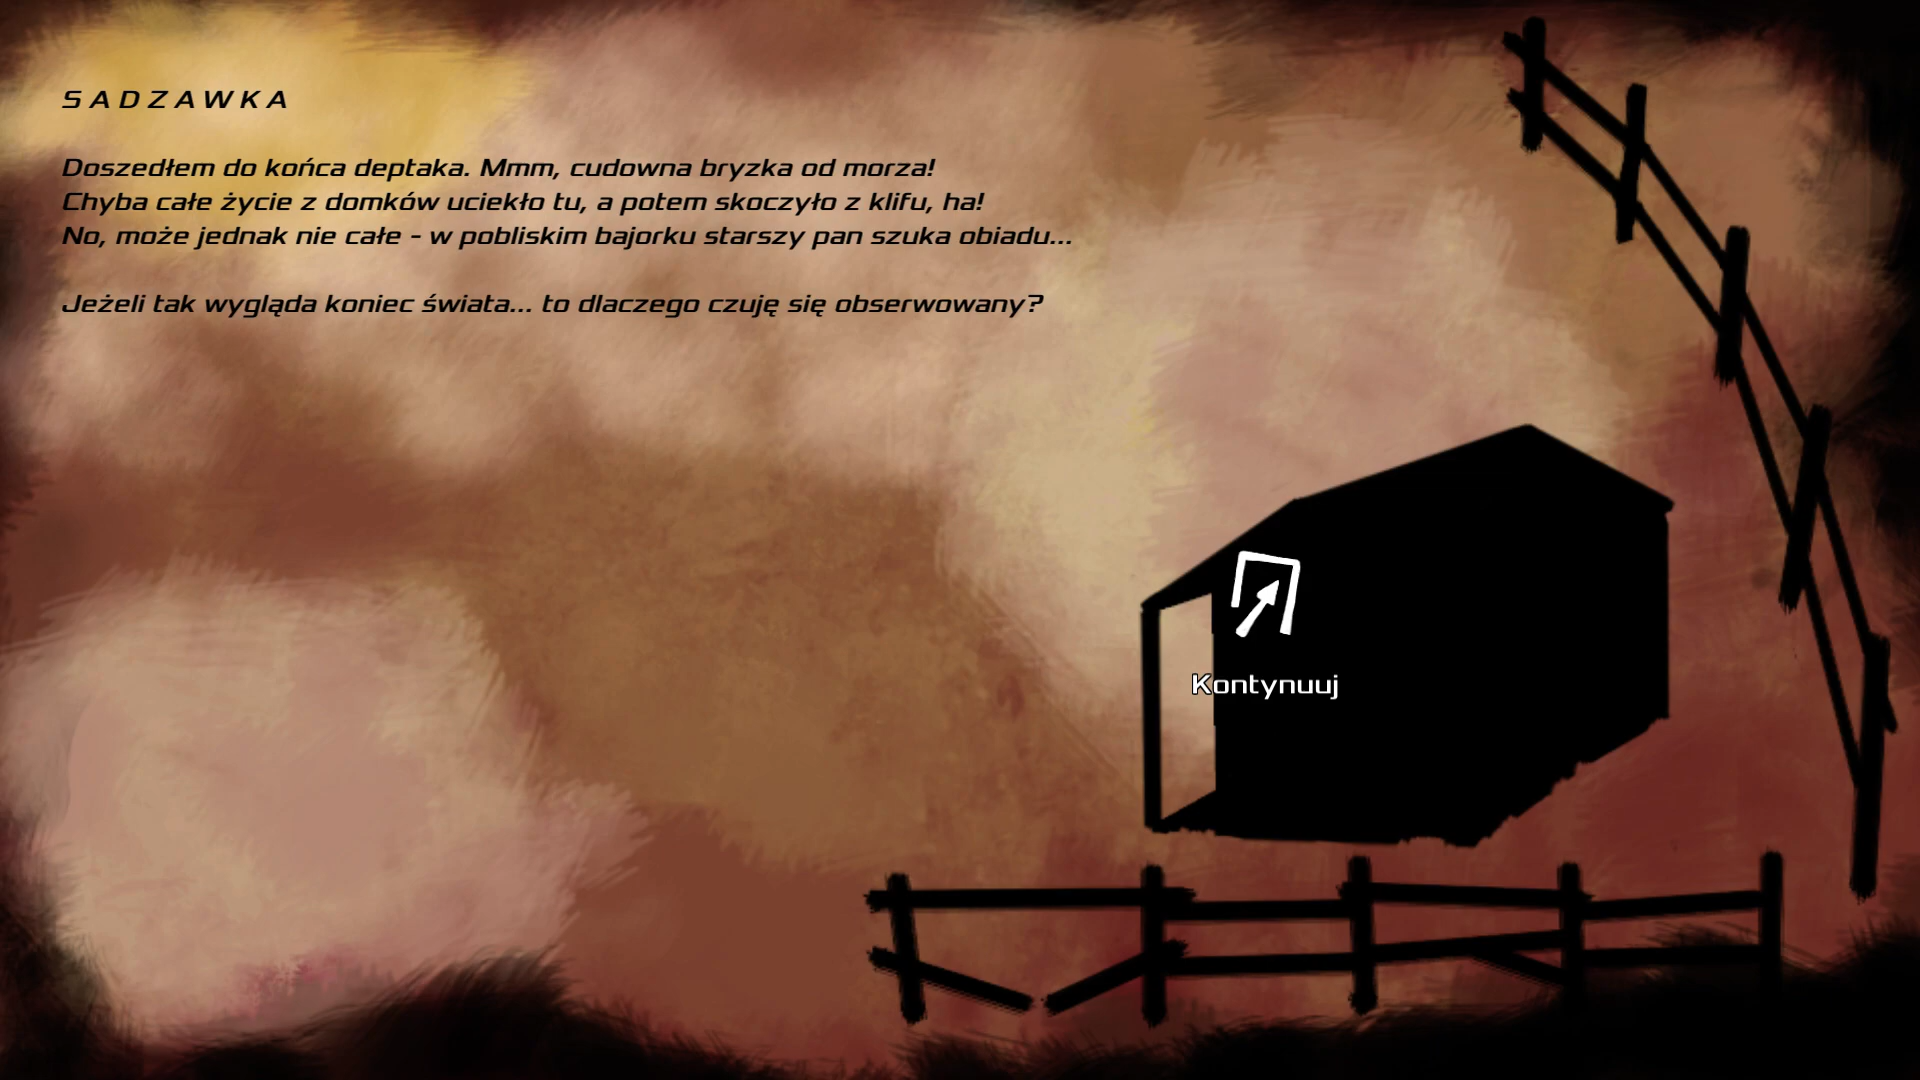 SADZAWKA
Doszedłem do końca deptaka. Mmm, cudowna bryzka od morza!
Chyba całe życie z domków uciekło tu, a potem skoczyło z klifu, ha!
No, może jednak nie całe - w pobliskim bajorku starszy pan szuka obiadu...
Jeżeli tak wygląda koniec świata... to dlaczego czuję się obserwowany?
Kontynuuj